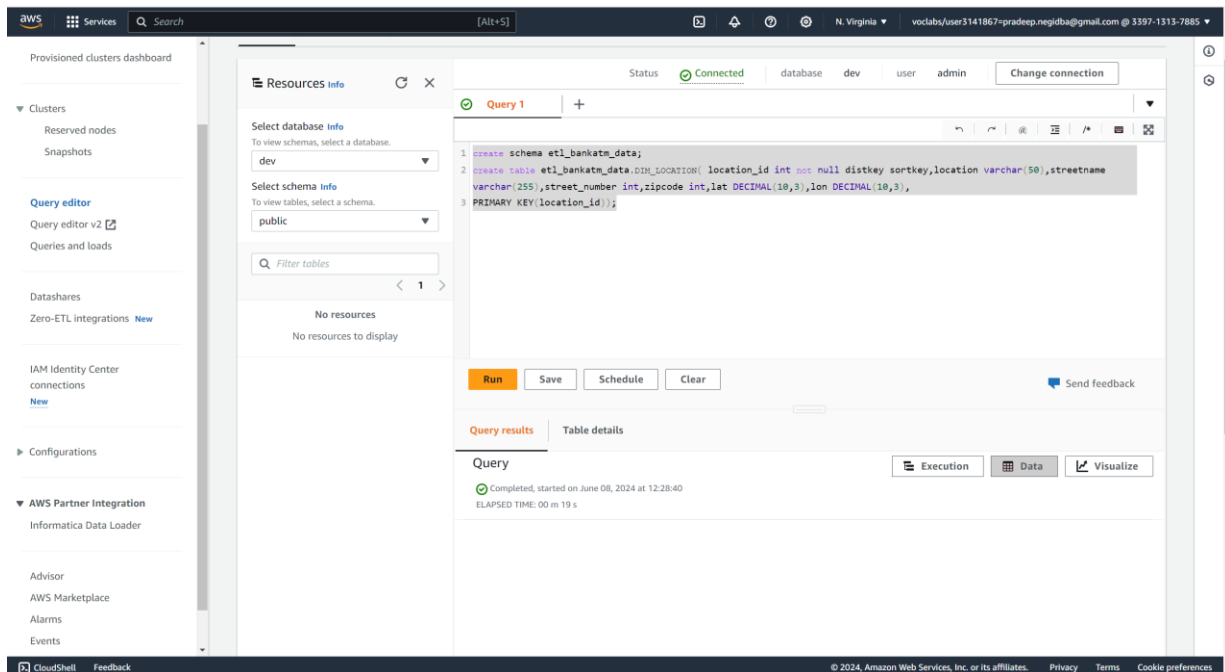 aws Services Search [Alt+S] N. Virginia ▼ voclabs/user3141867=pradeep.negidba@gmail.com @ 3397-1313-7885 ▼
Provisioned clusters dashboard
▼ Clusters
Reserved nodes
Snapshots
Query editor
Query editor v2
Queries and loads
Datashares
Zero-ETL integrations New
IAM Identity Center
connections
New
▶ Configurations
▼ AWS Partner Integration
Informatica Data Loader
Advisor
AWS Marketplace
Alarms
Events
Resources Info
Select database Info
To view schemas, select a database.
dev
Select schema Info
To view tables, select a schema.
public
Filter tables
< 1 >
No resources
No resources to display
Status Connected database dev user admin Change connection
Query 1 +
1 create schema etl_bankatm_data;
2 create table etl_bankatm_data.DIM_LOCATION( location_id int not null distkey sortkey,location varchar(50),streetname
varchar(255),street_number int,zipcode int,lat DECIMAL(10,3),lon DECIMAL(10,3),
3 PRIMARY KEY(location_id));
Run Save Schedule Clear Send feedback
Query results Table details
Query Execution Data Visualize
Completed, started on June 08, 2024 at 12:28:40
ELAPSED TIME: 00 m 19 s
CloudShell Feedback © 2024, Amazon Web Services, Inc. or its affiliates. Privacy Terms Cookie preferences